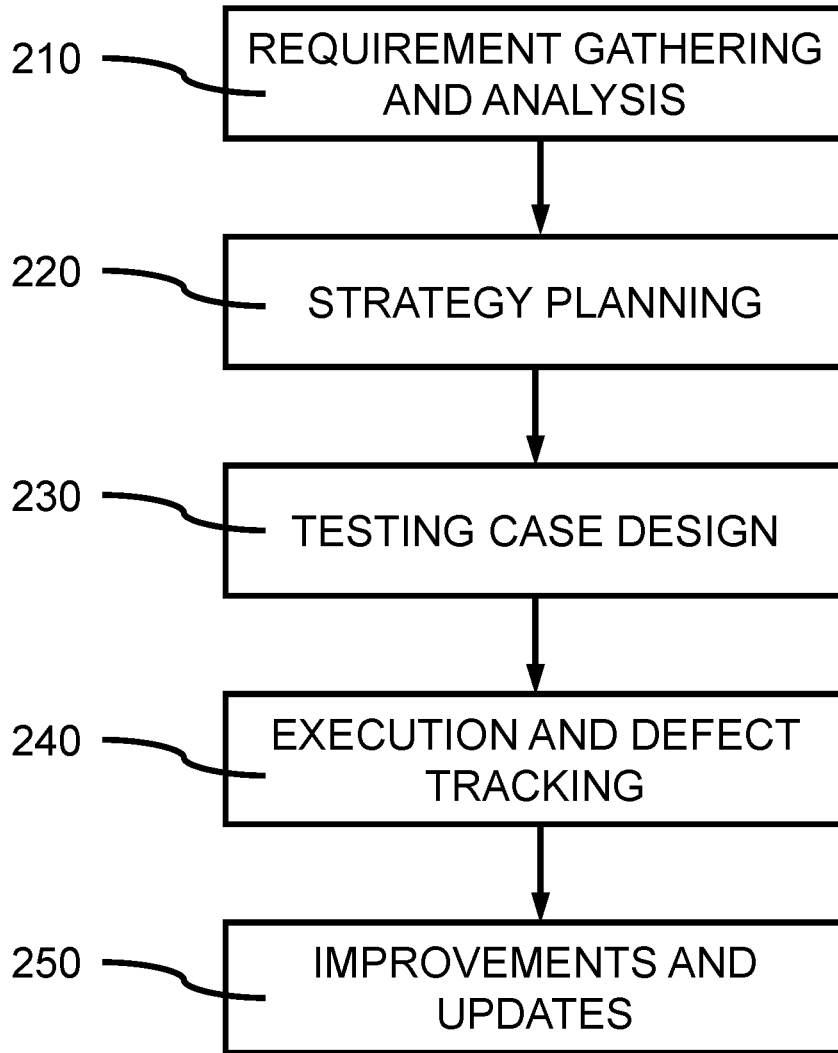 210
REQUIREMENT GATHERING
AND ANALYSIS
220
STRATEGY PLANNING
230
TESTING CASE DESIGN
240
EXECUTION AND DEFECT
TRACKING
250
IMPROVEMENTS AND
UPDATES